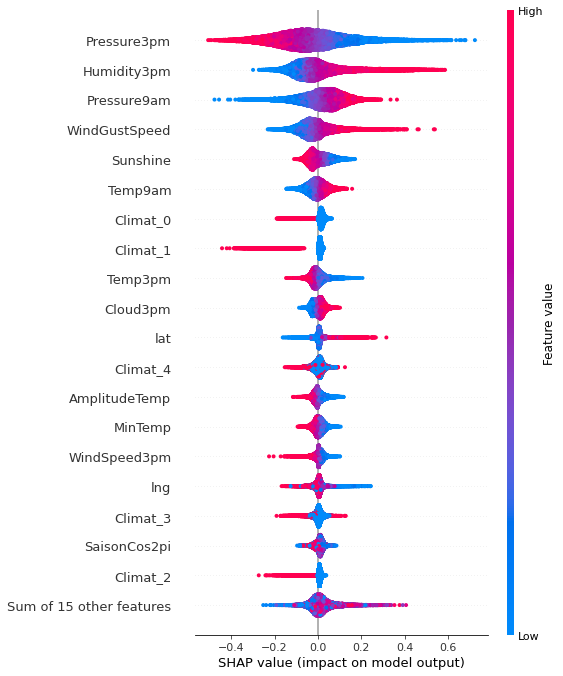 High
Pressure3pm
Humidity3pm
Pressure9am
WindGustSpeed
Sunshine
Temp9am
Climat_0
Climat_1
Temp3pm
Cloud3pm
lat
Climat_4
AmplitudeTemp
MinTemp
WindSpeed3pm
lng
Climat_3
SaisonCos2pi
Climat_2
Sum of 15 other features
Feature value
Low
−0.4 −0.2 0.0 0.2 0.4 0.6
SHAP value (impact on model output)